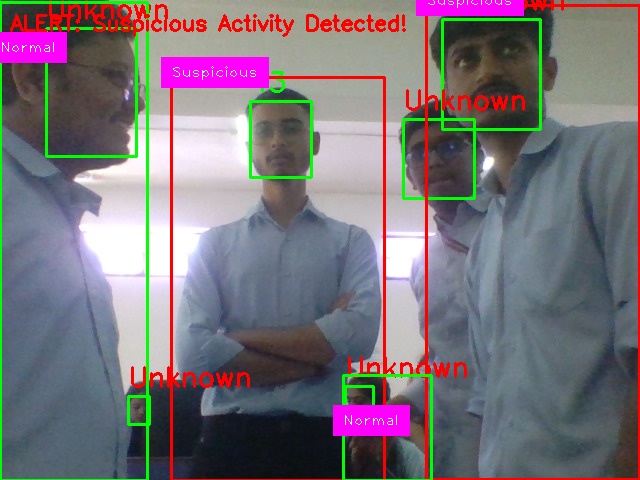 Unknown
ALERT: Suspicious Activity Detected!
Suspicious
Normal
Suspicious
Unknown
Unknown
Unknown
Normal